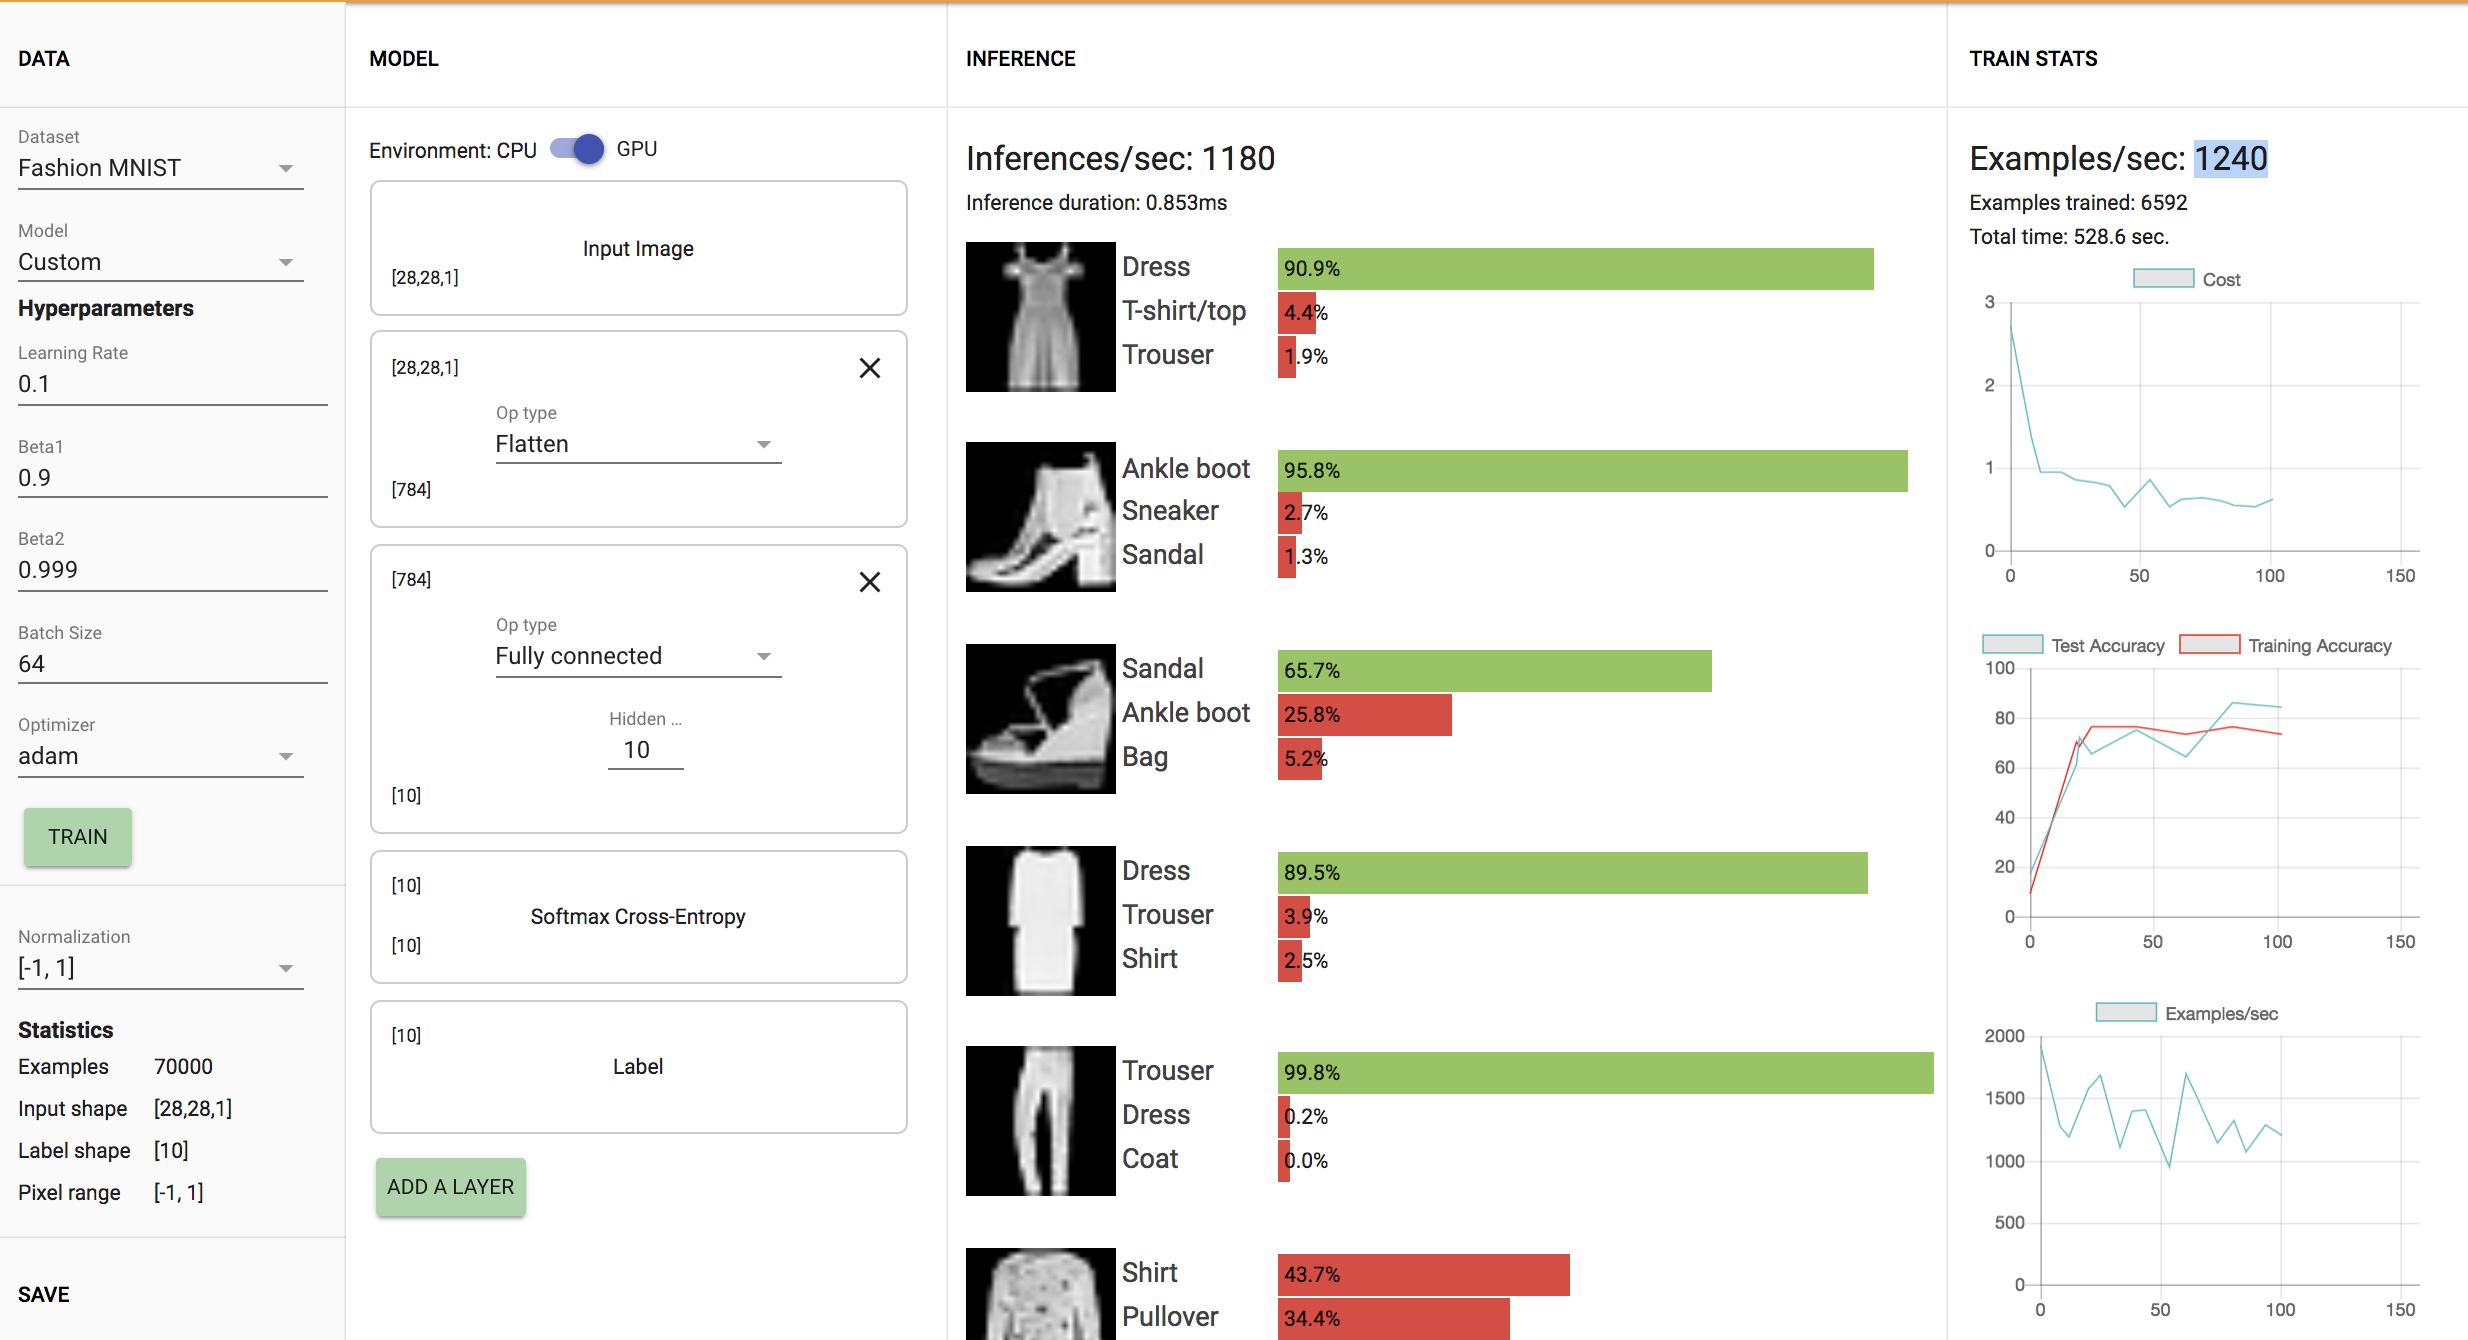 DATA
Dataset
Fashion MNIST
Model
Custom
Hyperparameters
Learning Rate
0.1
Beta1
0.9
Beta2
0.999
Batch Size
64
Optimizer
adam
TRAIN
Normalization
[-1, 1]
Statistics
Examples 70000
Input shape [28,28,1]
Label shape [10]
Pixel range [-1, 1]
SAVE
MODEL
Environment: CPU GPU
Input Image
[28,28,1]
[28,28,1]
Op type
Flatten
[784]
[784]
Op type
Fully connected
Hidden ...
10
[10]
[10]
Softmax Cross-Entropy
[10]
[10]
Label
ADD A LAYER
INFERENCE
Inferences/sec: 1180
Inference duration: 0.853ms
Dress 90.9%
T-shirt/top 4.4%
Trouser 1.9%
Ankle boot 95.8%
Sneaker 2.7%
Sandal 1.3%
Sandal 65.7%
Ankle boot 25.8%
Bag 5.2%
Dress 89.5%
Trouser 3.9%
Shirt 2.5%
Trouser 99.8%
Dress 0.2%
Coat 0.0%
Shirt 43.7%
Pullover 34.4%
TRAIN STATS
Examples/sec: 1240
Examples trained: 6592
Total time: 528.6 sec.
Cost
3
2
1
0
0 50 100 150
Test Accuracy Training Accuracy
100
80
60
40
20
0
0 50 100 150
Examples/sec
2000
1500
1000
500
0
0 50 100 150